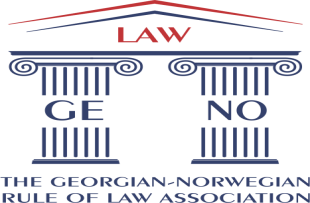 LAW
GE NO
THE GEORGIAN-NORWEGIAN
RULE OF LAW ASSOCIATION